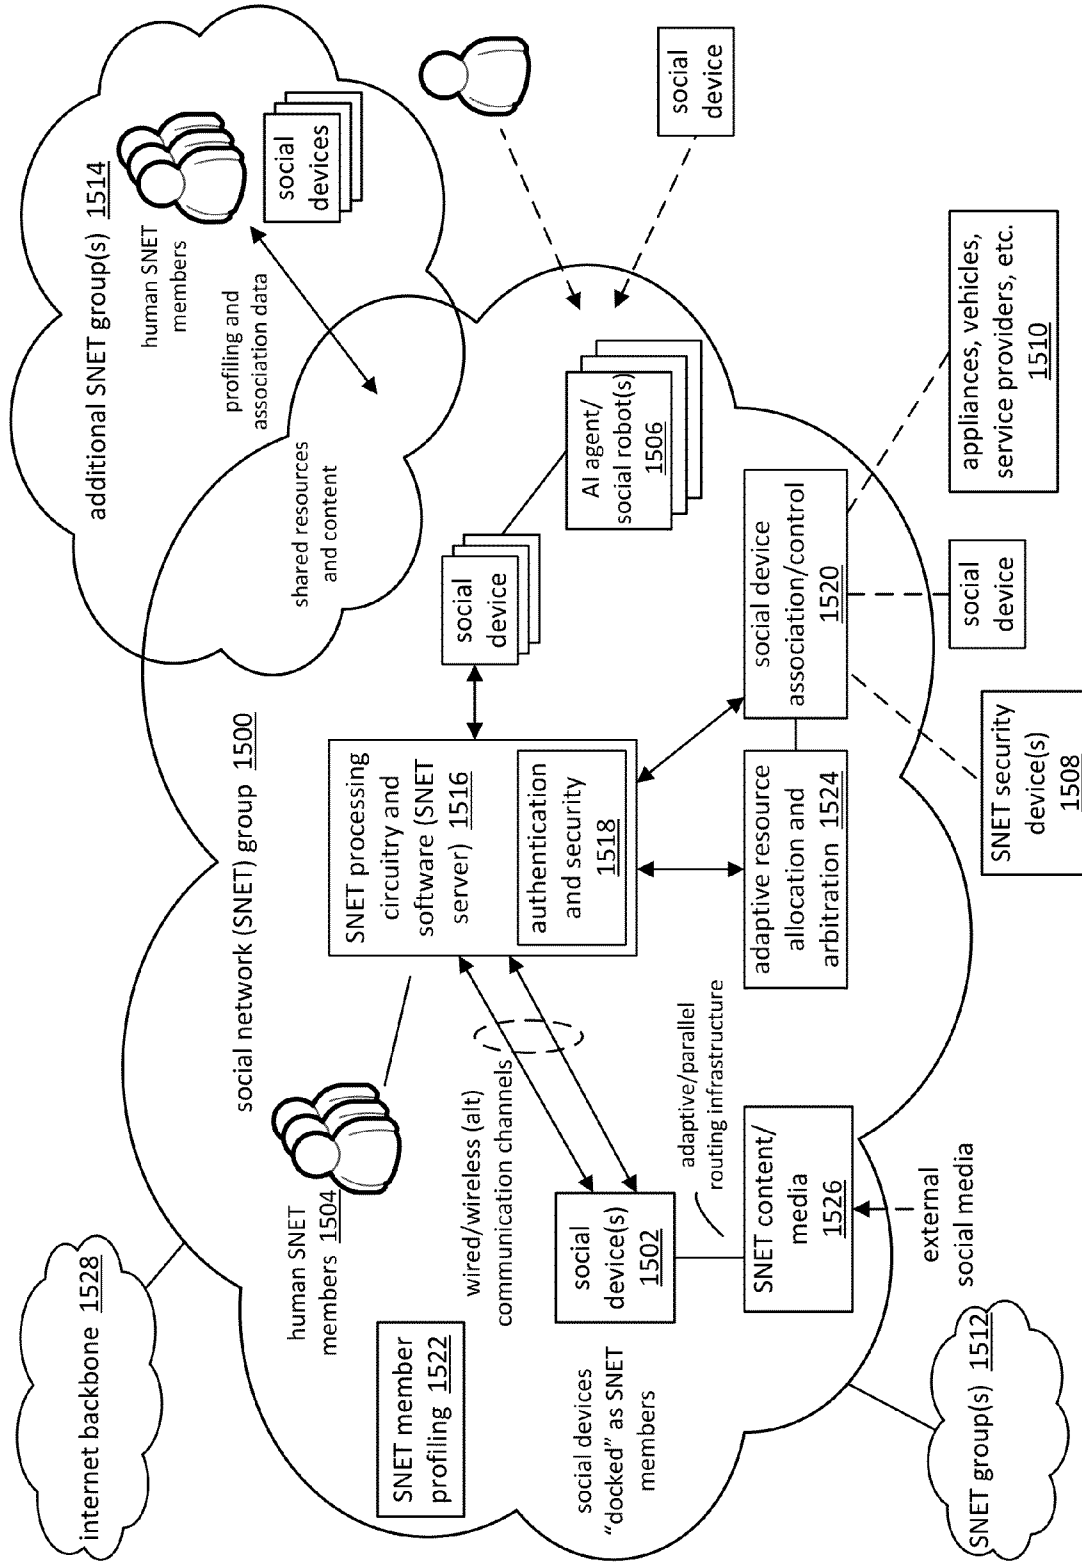 internet backbone 1528
social network (SNET) group 1500
additional SNET group(s) 1514
human SNET
members
profiling and
association data
social
devices
shared resources
and content
human SNET
members 1504
SNET member
profiling 1522
SNET processing
circuitry and
software (SNET
server) 1516
authentication
and security
1518
social
device
AI agent/
social robot(s)
1506
social
device
wired/wireless (alt)
communication channels
social devices
“docked” as SNET
members
social
device(s)
1502
adaptive/parallel
routing infrastructure
SNET content/
media
1526
adaptive resource
allocation and
arbitration 1524
social device
association/control
1520
external
social media
SNET group(s) 1512
SNET security
device(s)
1508
social
device
appliances, vehicles,
service providers, etc.
1510